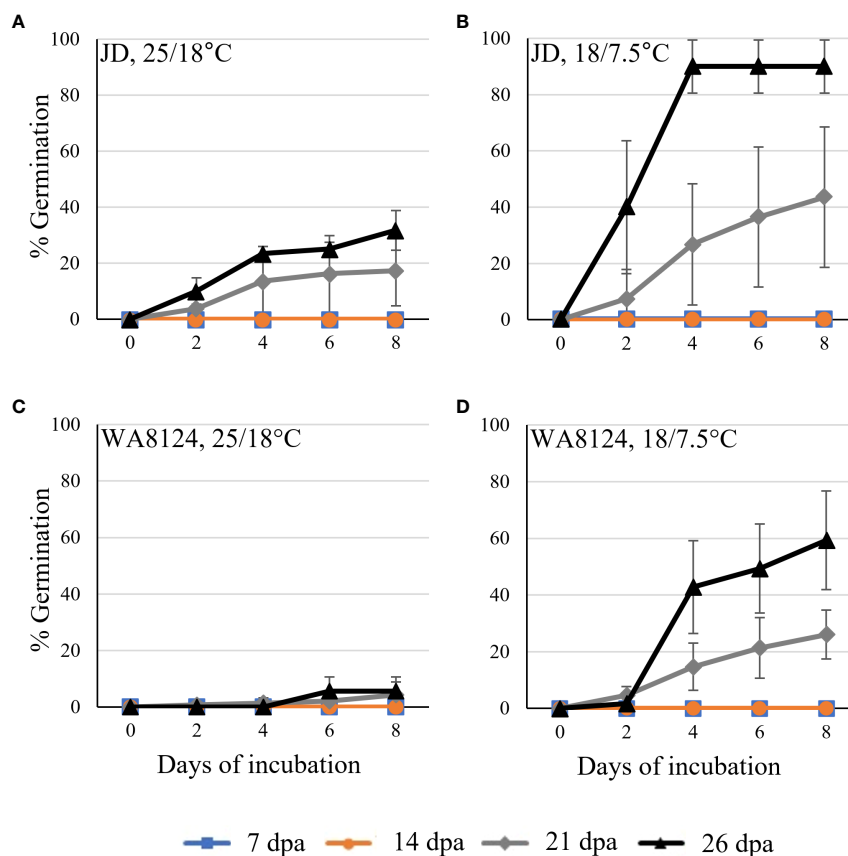 A
JD, 25/18°C
% Germination
100
80
60
40
20
0
0 2 4 6 8
B
JD, 18/7.5°C
100
80
60
40
20
0
0 2 4 6 8
C
WA8124, 25/18°C
% Germination
100
80
60
40
20
0
0 2 4 6 8
Days of incubation
D
WA8124, 18/7.5°C
100
80
60
40
20
0
0 2 4 6 8
Days of incubation
7 dpa 14 dpa 21 dpa 26 dpa